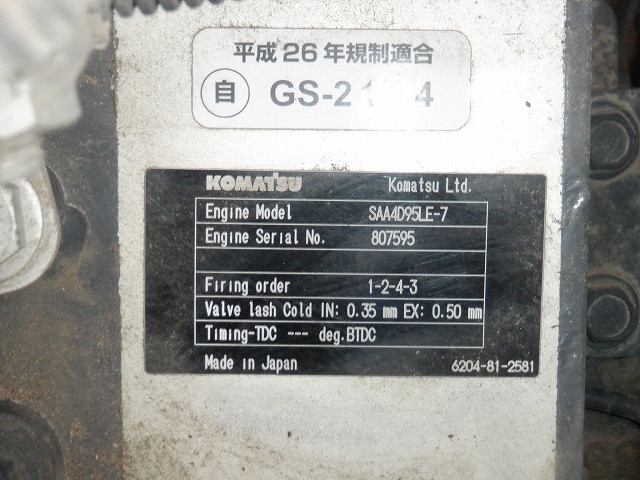 平成26年規制適合
自
KOMATSU Komatsu Ltd.
Engine Model SAA4D95LE-7
Engine Serial No. 807595
Firing order 1-2-4-3
Valve lash Cold IN: 0.35 mm EX: 0.50 mm
Timing-TDC --- deg.BTDC
Made in Japan 6204-81-2581